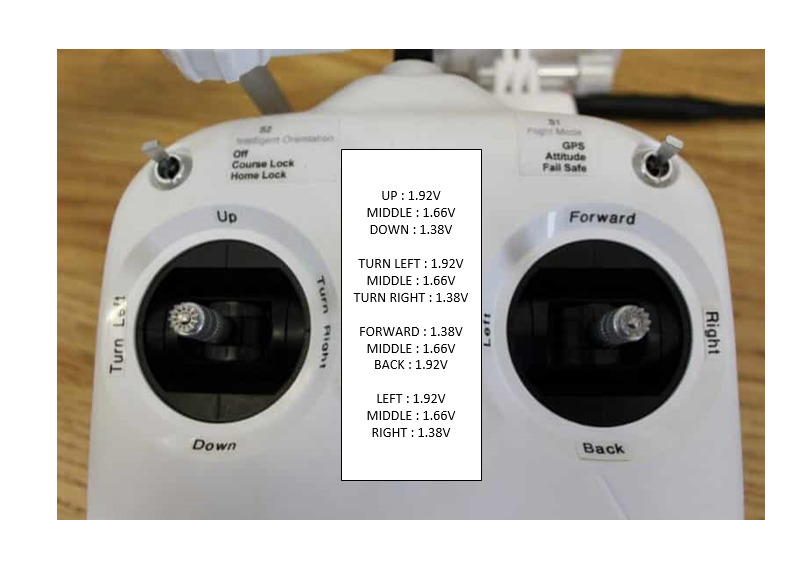 S2
Intelligent Orientation
Off
Course Lock
Home Lock
S1
Flight Mode
GPS
Attitude
Fail Safe
Up
Turn Left
Turn Right
Down
UP : 1.92V
MIDDLE : 1.66V
DOWN : 1.38V
TURN LEFT : 1.92V
MIDDLE : 1.66V
TURN RIGHT : 1.38V
FORWARD : 1.38V
MIDDLE : 1.66V
BACK : 1.92V
LEFT : 1.92V
MIDDLE : 1.66V
RIGHT : 1.38V
Forward
Left
Right
Back